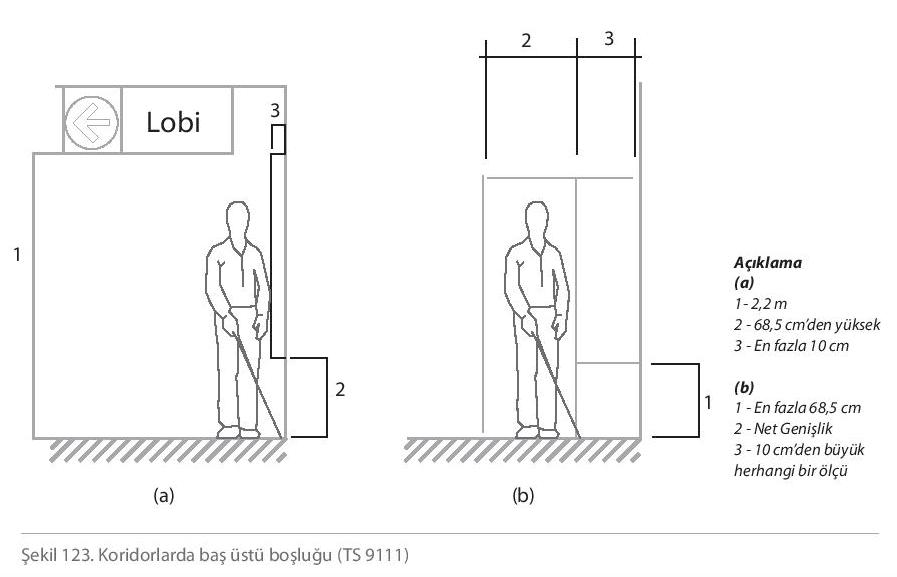 2
3
3
Lobi
1
2
1
Açıklama
(a)
1- 2,2 m
2 - 68,5 cm’den yüksek
3 - En fazla 10 cm
(b)
1 - En fazla 68,5 cm
2 - Net Genişlik
3 - 10 cm’den büyük
herhangi bir ölçü
(a)
(b)
Şekil 123. Koridorlarda baş üstü boşluğu (TS 9111)